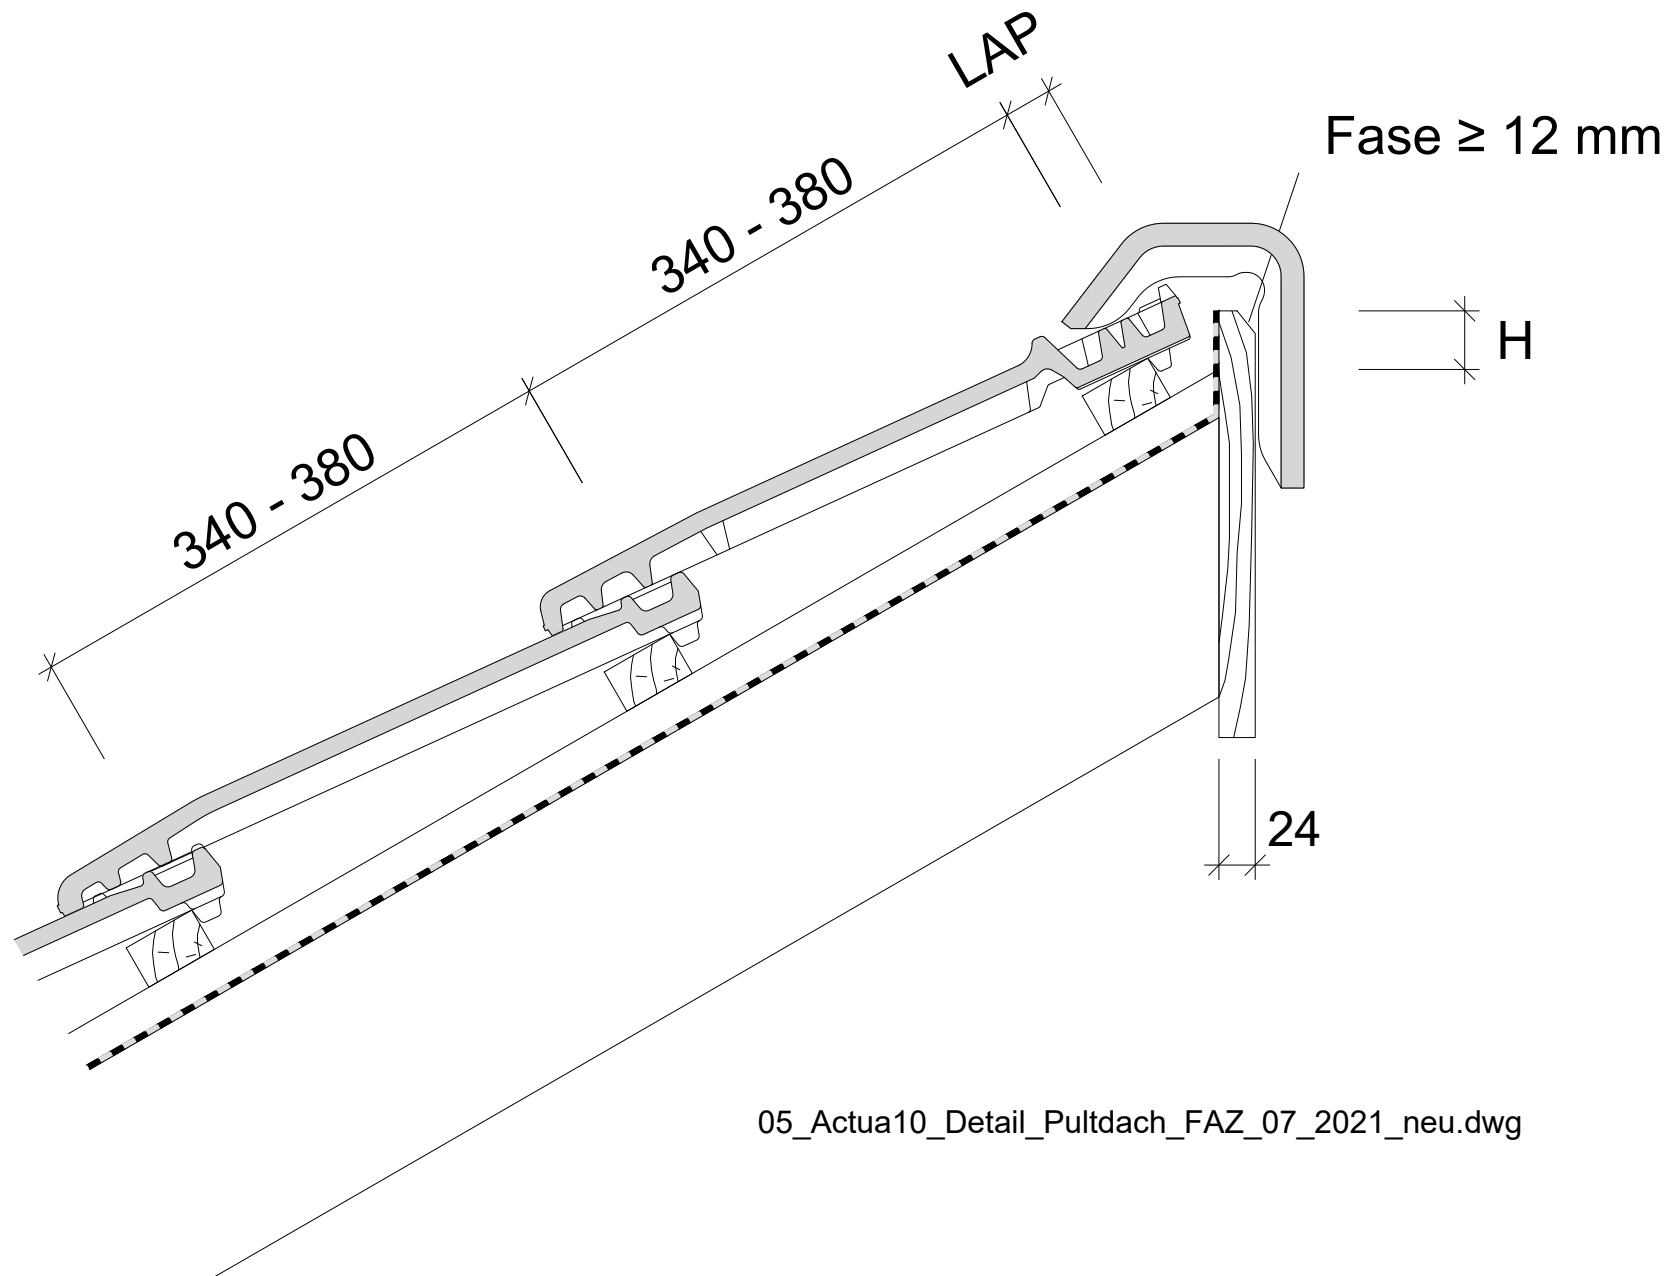 LAP
Fase ≥ 12 mm
340 - 380
H
340 - 380
24
05_Actua10_Detail_Pultdach_FAZ_07_2021_neu.dwg